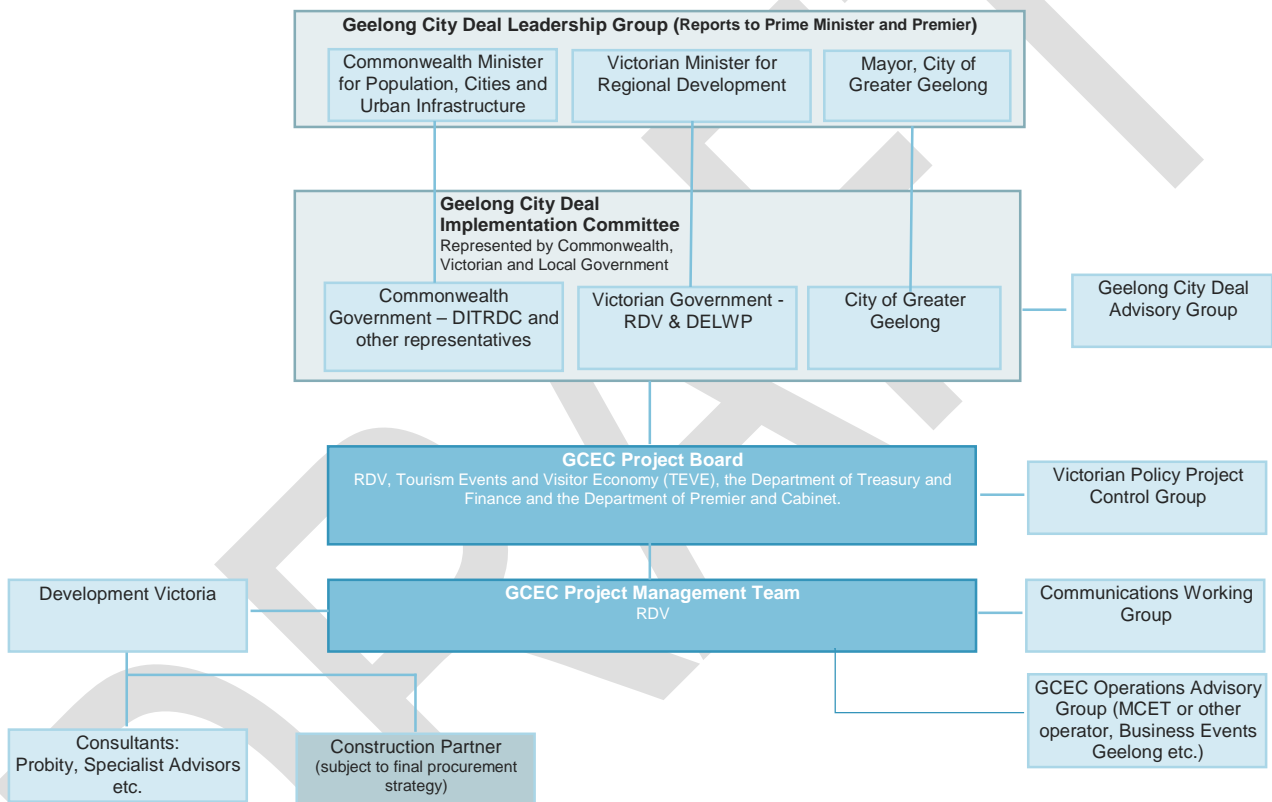 Geelong City Deal Leadership Group (Reports to Prime Minister and Premier)
Commonwealth Minister
for Population, Cities and
Urban Infrastructure
Victorian Minister for
Regional Development
Mayor, City of
Greater Geelong
Geelong City Deal
Implementation Committee
Represented by Commonwealth,
Victorian and Local Government
Commonwealth
Government – DITRDC and
other representatives
Victorian Government -
RDV & DELWP
City of Greater
Geelong
Geelong City Deal
Advisory Group
GCEC Project Board
RDV, Tourism Events and Visitor Economy (TEVE), the Department of Treasury and
Finance and the Department of Premier and Cabinet.
Victorian Policy Project
Control Group
Development Victoria
GCEC Project Management Team
RDV
Communications Working
Group
GCEC Operations Advisory
Group (MCET or other
operator, Business Events
Geelong etc.)
Consultants:
Probity, Specialist Advisors
etc.
Construction Partner
(subject to final procurement
strategy)
DRAFT